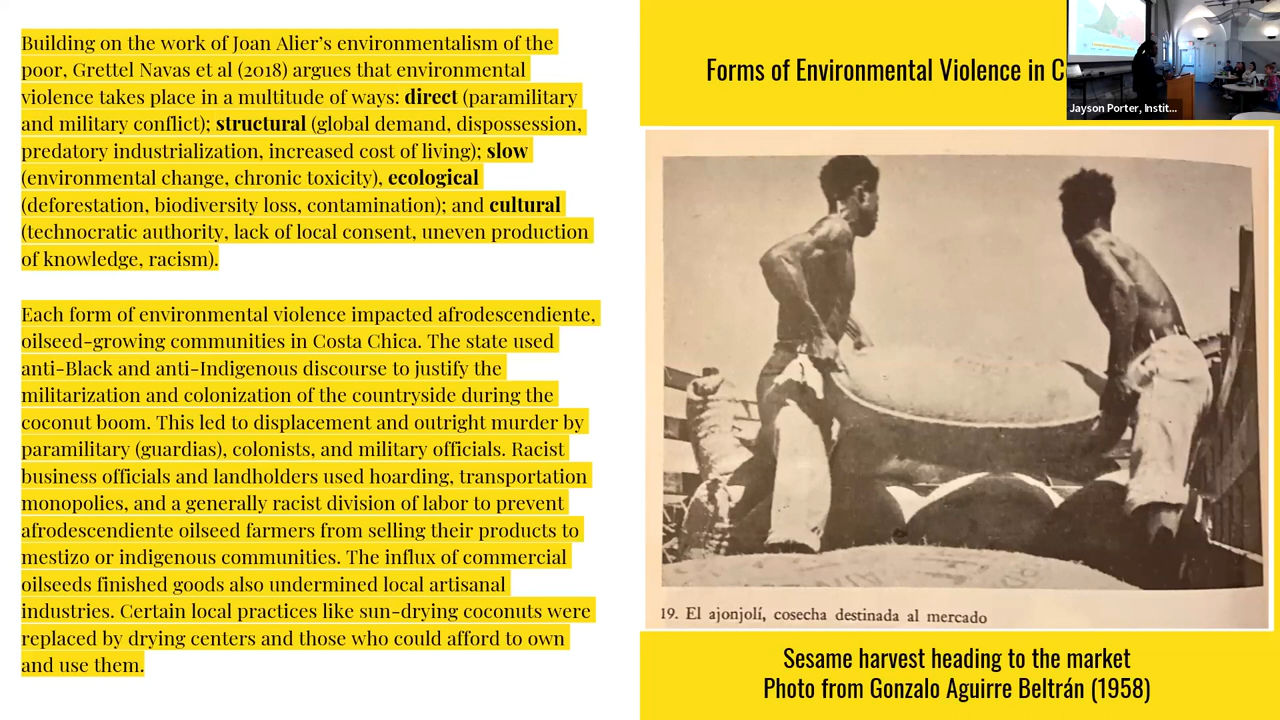 Building on the work of Joan Alier’s environmentalism of the
poor, Grettel Navas et al (2018) argues that environmental
violence takes place in a multitude of ways: direct (paramilitary
and military conflict); structural (global demand, dispossession,
predatory industrialization, increased cost of living); slow
(environmental change, chronic toxicity), ecological
(deforestation, biodiversity loss, contamination); and cultural
(technocratic authority, lack of local consent, uneven production
of knowledge, racism).
Each form of environmental violence impacted afrodescendiente,
oilseed-growing communities in Costa Chica. The state used
anti-Black and anti-Indigenous discourse to justify the
militarization and colonization of the countryside during the
coconut boom. This led to displacement and outright murder by
paramilitary (guardias), colonists, and military officials. Racist
business officials and landholders used hoarding, transportation
monopolies, and a generally racist division of labor to prevent
afrodescendiente oilseed farmers from selling their products to
mestizo or indigenous communities. The influx of commercial
oilseeds finished goods also undermined local artisanal
industries. Certain local practices like sun-drying coconuts were
replaced by drying centers and those who could afford to own
and use them.
Forms of Environmental Violence in C
Jayson Porter, Instit...
19. El ajonjolí, cosecha destinada al mercado
Sesame harvest heading to the market
Photo from Gonzalo Aguirre Beltrán (1958)